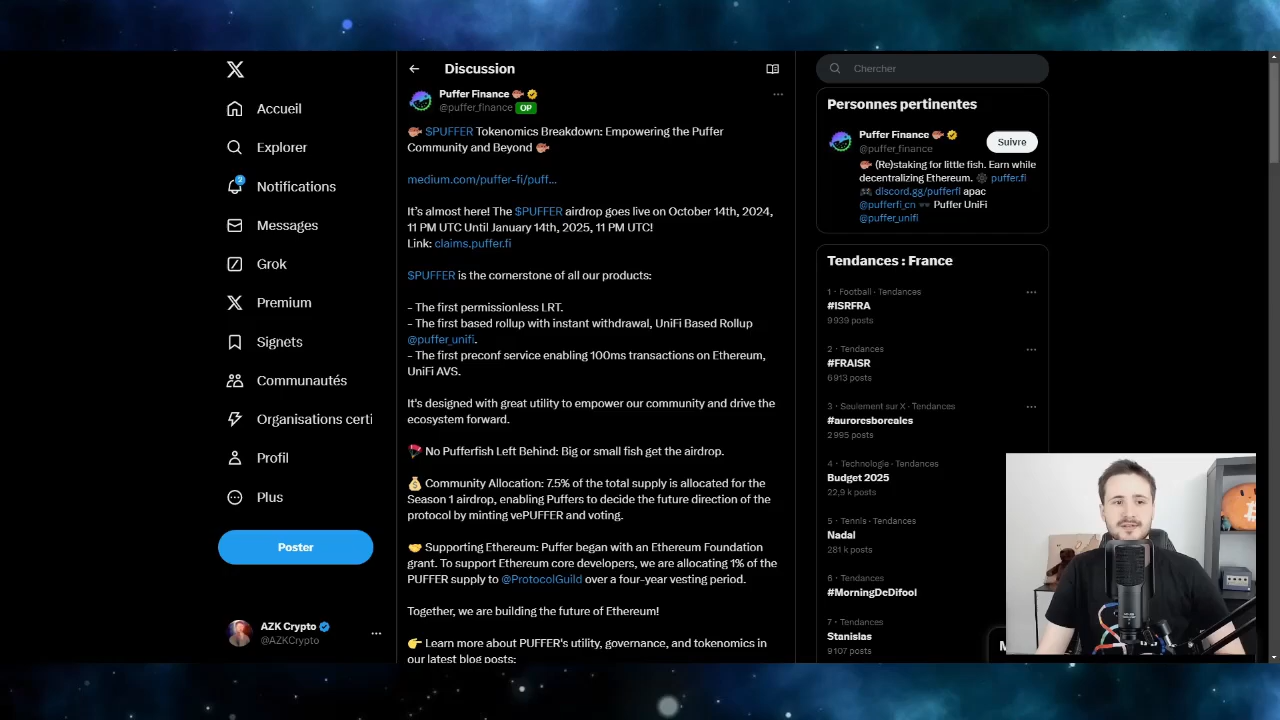 Accueil
Explorer
2
Notifications
Messages
Grok
Premium
Signets
Communautés
Organisations certi
Profil
Plus
Poster
AZK Crypto
@AZKCrypto
Discussion
Puffer Finance
@puffer_finance OP
$PUFFER Tokenomics Breakdown: Empowering the Puffer
Community and Beyond
medium.com/puffer-fi/puff...
It's almost here! The $PUFFER airdrop goes live on October 14th, 2024,
11 PM UTC Until January 14th, 2025, 11 PM UTC!
Link: claims.puffer.fi
$PUFFER is the cornerstone of all our products:
- The first permissionless LRT.
- The first based rollup with instant withdrawal, UniFi Based Rollup
@puffer_unifi.
- The first preconf service enabling 100ms transactions on Ethereum,
UniFi AVS.
It's designed with great utility to empower our community and drive the
ecosystem forward.
No Pufferfish Left Behind: Big or small fish get the airdrop.
Community Allocation: 7.5% of the total supply is allocated for the
Season 1 airdrop, enabling Puffers to decide the future direction of the
protocol by minting vePUFFER and voting.
Supporting Ethereum: Puffer began with an Ethereum Foundation
grant. To support Ethereum core developers, we are allocating 1% of the
PUFFER supply to @ProtocolGuild over a four-year vesting period.
Together, we are building the future of Ethereum!
Learn more about PUFFER's utility, governance, and tokenomics in
our latest blog posts:
Chercher
Personnes pertinentes
Puffer Finance
@puffer_finance
Suivre
(Re)staking for little fish. Earn while
decentralizing Ethereum. puffer.fi
discord.gg/pufferfi apac
@pufferfi_cn Puffer UniFi
@puffer_unifi
Tendances : France
1 · Football · Tendances
#ISRFRA
9 939 posts
2 · Tendances
#FRAISR
6 913 posts
3 · Seulement sur X · Tendances
#auroresboreales
2 995 posts
4 · Technologie · Tendances
Budget 2025
22,9 k posts
5 · Tennis · Tendances
Nadal
281 k posts
6 · Tendances
#MorningDeDifool
7 · Tendances
Stanislas
9 107 posts